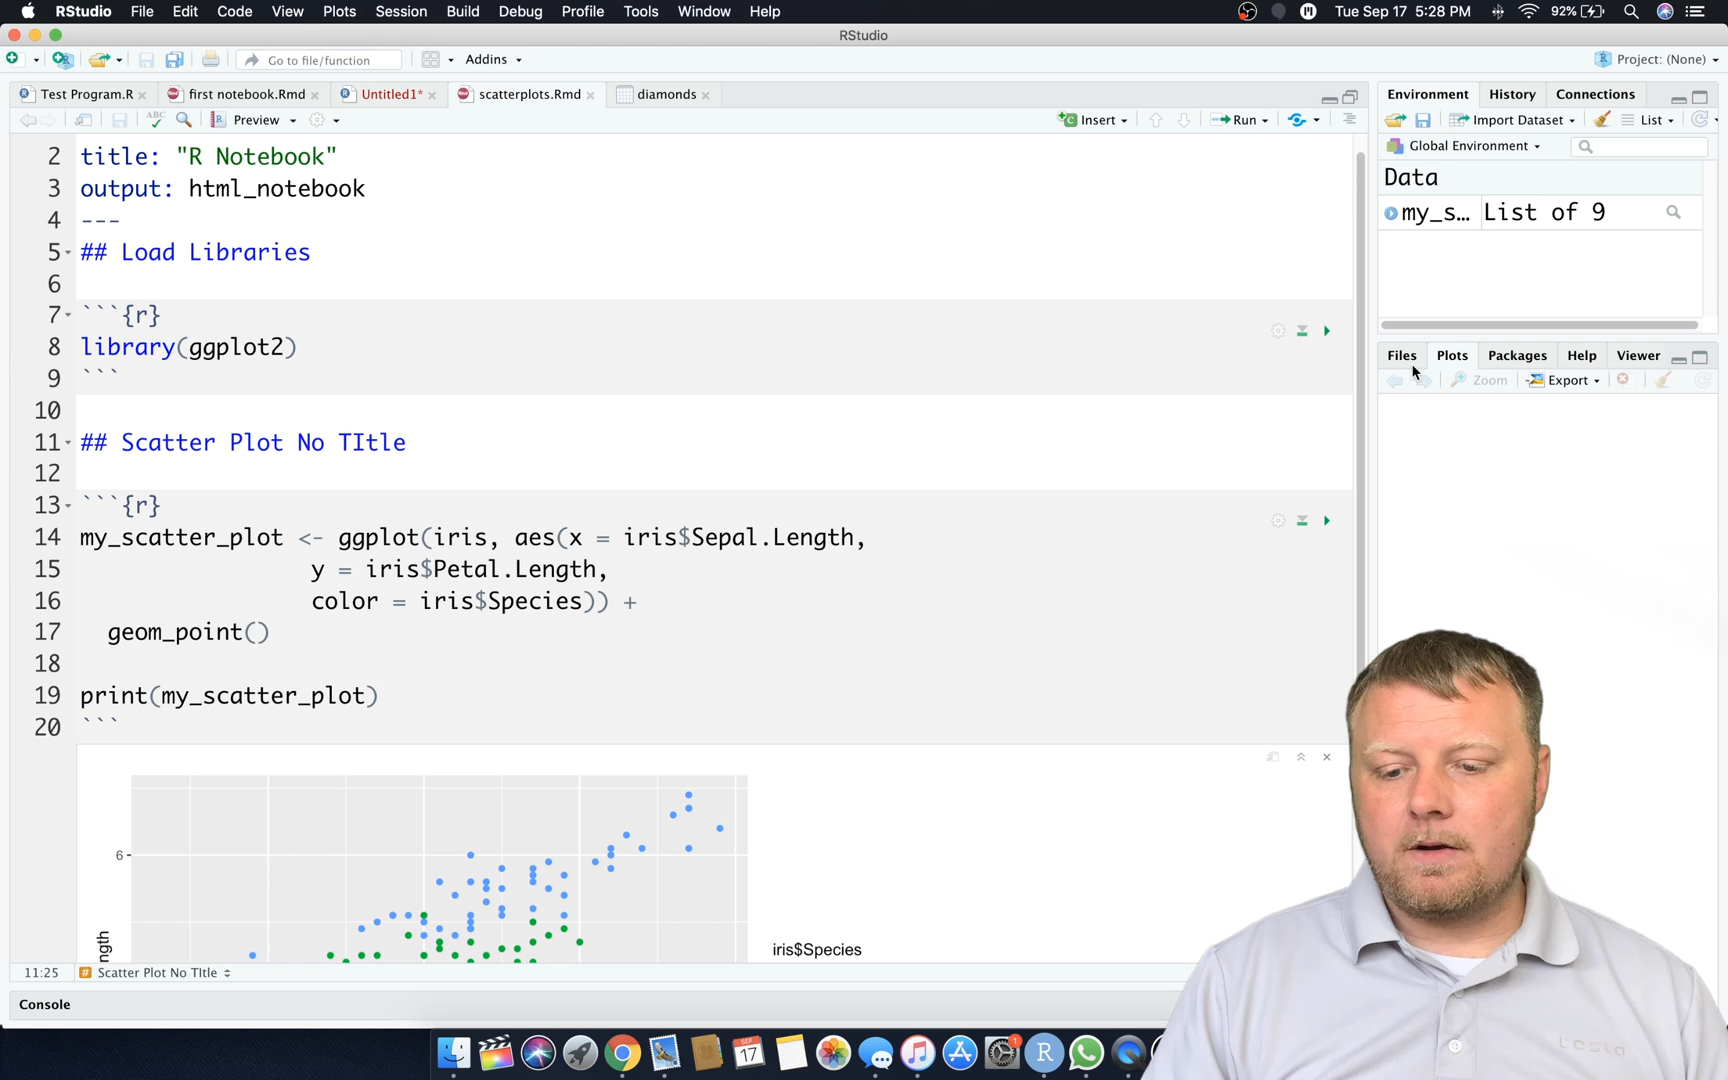 RStudio File Edit Code View Plots Session Build Debug Profile Tools Window Help
Tue Sep 17 5:28 PM 92%
RStudio
Go to file/function Addins Project: (None)
Test Program.R first notebook.Rmd Untitled1* scatterplots.Rmd diamonds
ABC Preview Insert Run
2 title: "R Notebook"
3 output: html_notebook
4 ---
5 ## Load Libraries
6
7 ```{r}
8 library(ggplot2)
9 ```
10
11 ## Scatter Plot No TItle
12
13 ```{r}
14 my_scatter_plot <- ggplot(iris, aes(x = iris$Sepal.Length,
15 y = iris$Petal.Length,
16 color = iris$Species)) +
17 geom_point()
18
19 print(my_scatter_plot)
20 ```
6
ngth
iris$Species
11:25 # Scatter Plot No TItle
Console
Environment History Connections
Import Dataset List
Global Environment
Data
my_s... List of 9
Files Plots Packages Help Viewer
Zoom Export
SEP
17
1
R
tesla